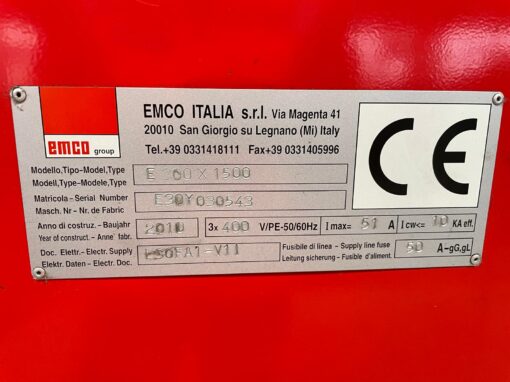 emco group
EMCO ITALIA s.r.l. Via Magenta 41
20010 San Giorgio su Legnano (Mi) Italy
Tel.+39 0331418111 Fax+39 0331405996
CE
Modello,Tipo-Model,Type
Modell,Type-Modele,Type
E 360 X 1500
Matricola - Serial Number
Masch. Nr - Nr. de Fabric
E30Y030543
Anno di costruz. - Baujahr
Year of construct. - Anne` fabr.
2010
3x 400 V/PE-50/60Hz
I max= 51 A
I cw<= 10 KA eff.
Doc. Elettr.- Electr. Supply
Elektr. Daten - Electr. Doc.
Fusibile di linea - Supply line fuse
Leitung sicherung - Fusible d'aliment.
50 A-gG,gL